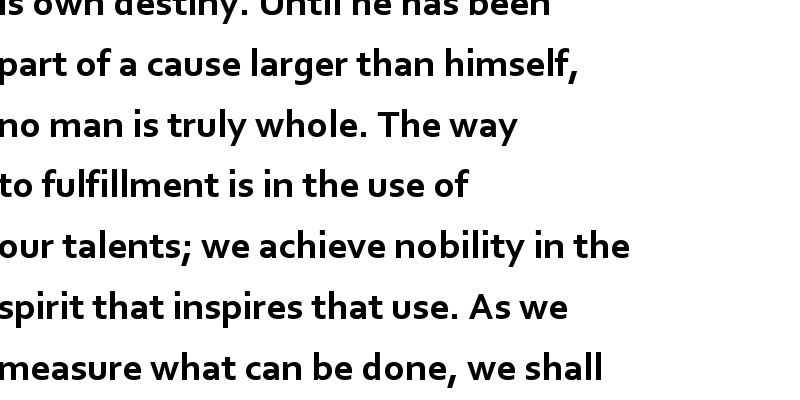 is own destiny. Until he has been
part of a cause larger than himself,
no man is truly whole. The way
to fulfillment is in the use of
our talents; we achieve nobility in the
spirit that inspires that use. As we
measure what can be done, we shall